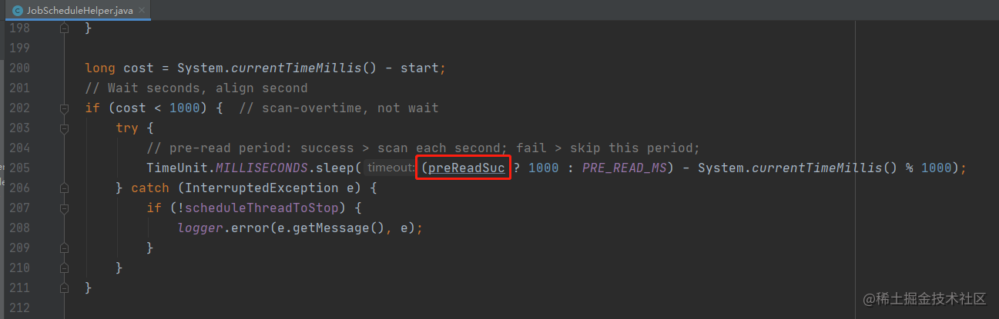 JobScheduleHelper.java
198 }
199
200 long cost = System.currentTimeMillis() - start;
201 // Wait seconds, align second
202 if (cost < 1000) { // scan-overtime, not wait
203 try {
204 // pre-read period: success > scan each second; fail > skip this period;
205 TimeUnit.MILLISECONDS.sleep( timeout: (preReadSuc ? 1000 : PRE_READ_MS) - System.currentTimeMillis() % 1000);
206 } catch (InterruptedException e) {
207 if (!scheduleThreadToStop) {
208 logger.error(e.getMessage(), e);
209 }
210 }
211 }
212
@稀土掘金技术社区